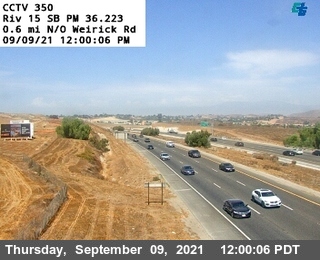 CCTV 350
Riv 15 SB PM 36.223
0.6 mi N/O Weirick Rd
09/09/21 12:00:06 PM
Thursday, September 09, 2021 12:00:06 PDT